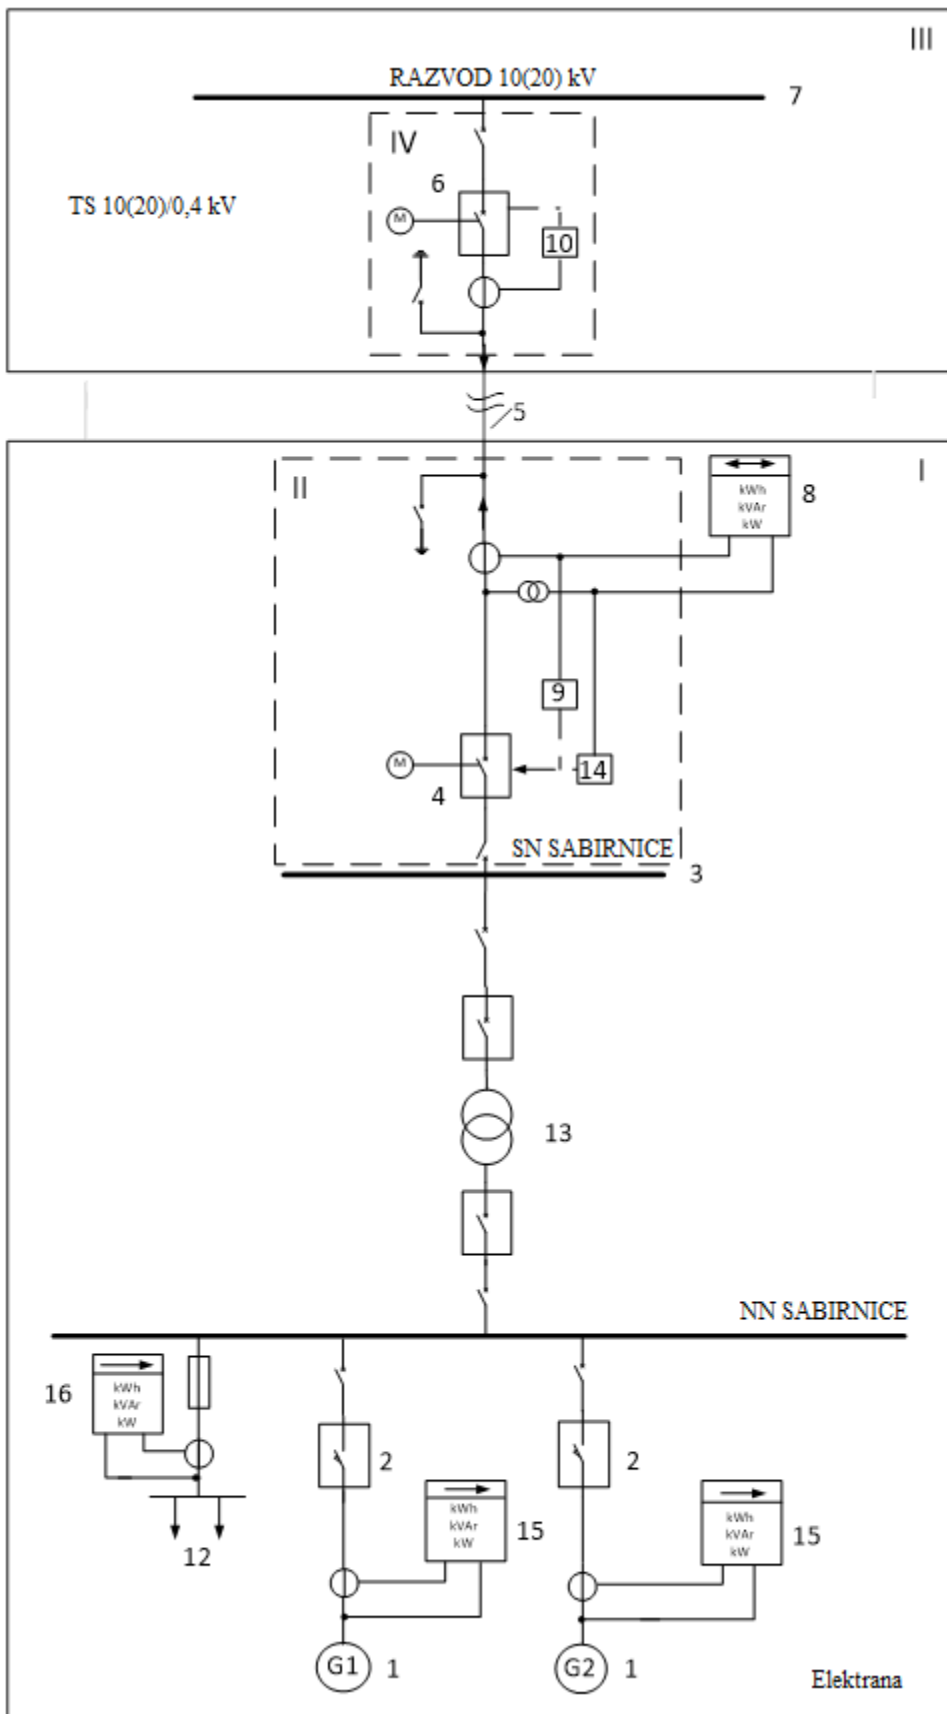 III
RAZVOD 10(20) kV
7
IV
6
TS 10(20)/0,4 kV
M
10
5
I
II
8
kWh
kVAr
kW
9
M
14
4
SN SABIRNICE
3
13
NN SABIRNICE
16
kWh
kVAr
kW
2
2
kWh
kVAr
kW
15
kWh
kVAr
kW
15
12
G1
1
G2
1
Elektrana